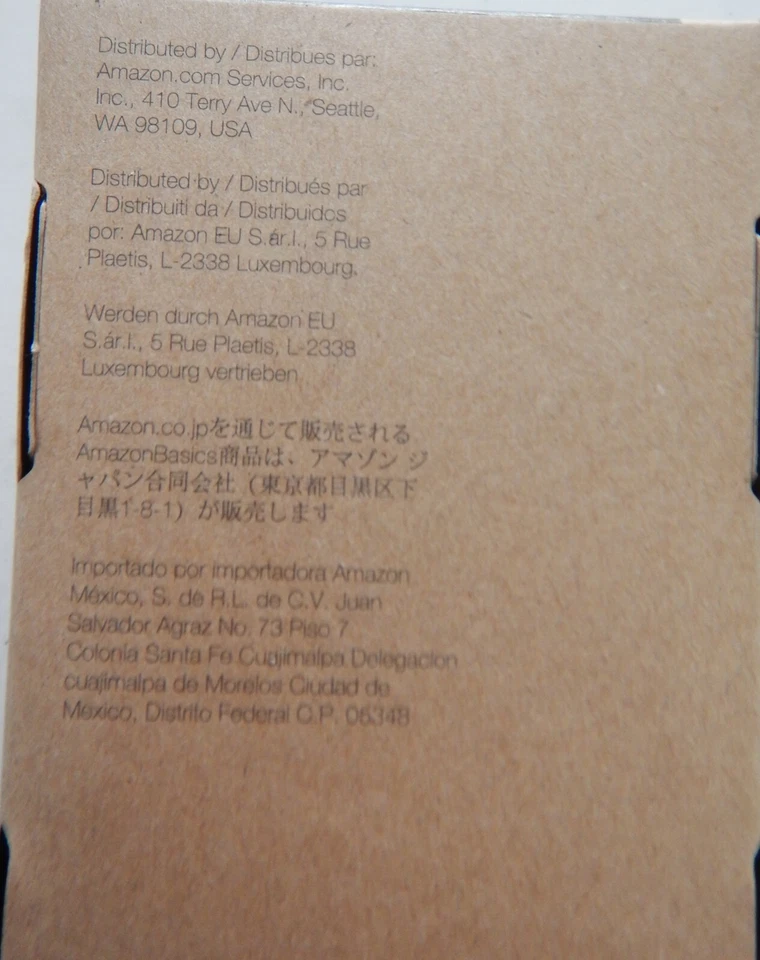 Distributed by / Distribues par:
Amazon.com Services, Inc.
Inc., 410 Terry Ave N., Seattle,
WA 98109, USA
Distributed by / Distribués par
/ Distribuiti da / Distribuidos
por: Amazon EU S.ár.l., 5 Rue
Plaetis, L-2338 Luxembourg.
Werden durch Amazon EU
S.ár.l., 5 Rue Plaetis, L-2338
Luxembourg vertrieben
Amazon.co.jpを通じて販売される
AmazonBasics商品は、アマゾン ジ
ャパン合同会社（東京都目黒区下
目黒1-8-1）が販売します
Importado por importadora Amazon
México, S. de R.L. de C.V. Juan
Salvador Agraz No. 73 Piso 7
Colonia Santa Fe Cuajimalpa Delegacion
cuajimalpa de Morelos Ciudad de
Mexico, Distrito Federal C.P. 05348